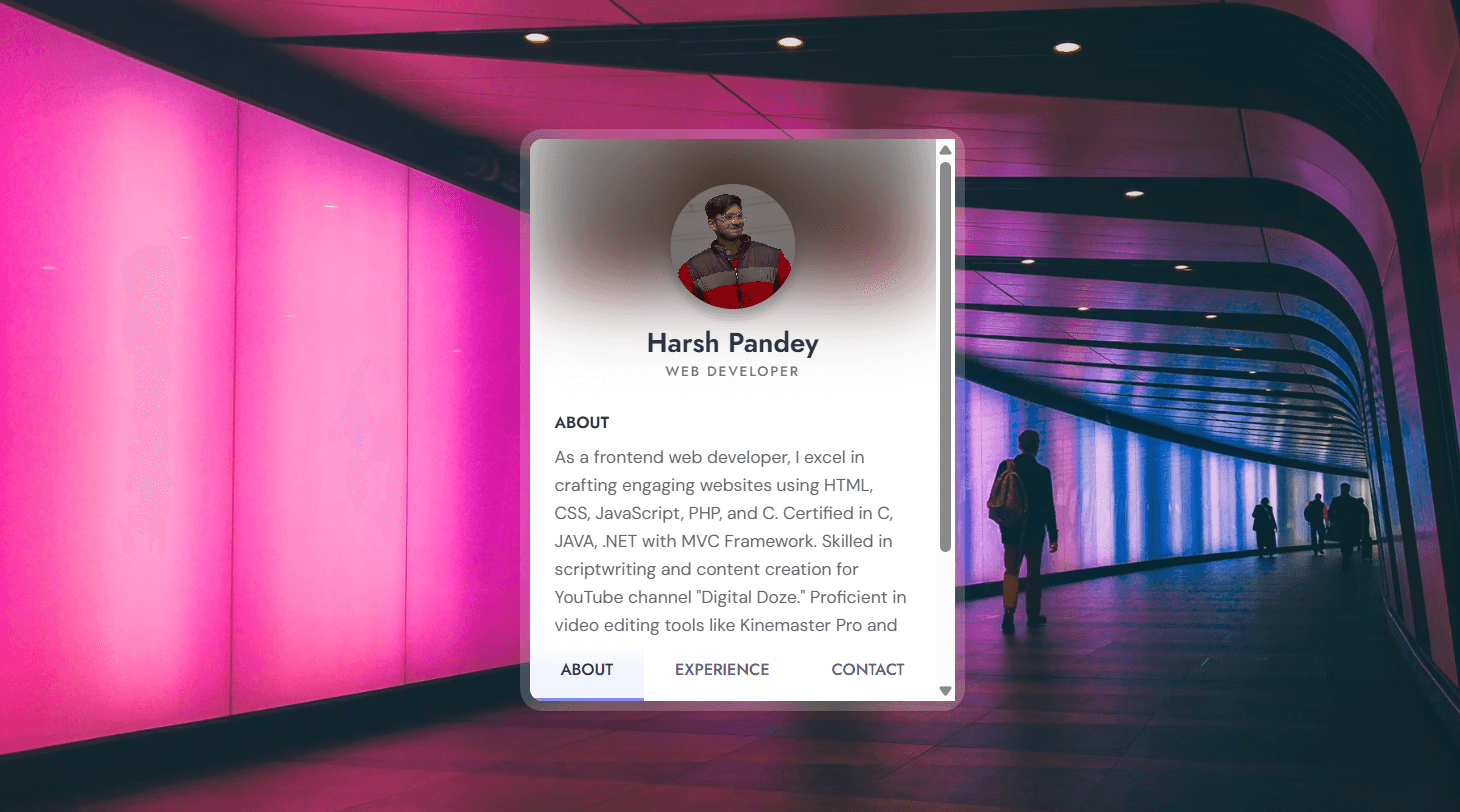 Harsh Pandey
WEB DEVELOPER
ABOUT
As a frontend web developer, I excel in
crafting engaging websites using HTML,
CSS, JavaScript, PHP, and C. Certified in C,
JAVA, .NET with MVC Framework. Skilled in
scriptwriting and content creation for
YouTube channel "Digital Doze." Proficient in
video editing tools like Kinemaster Pro and
ABOUT EXPERIENCE CONTACT